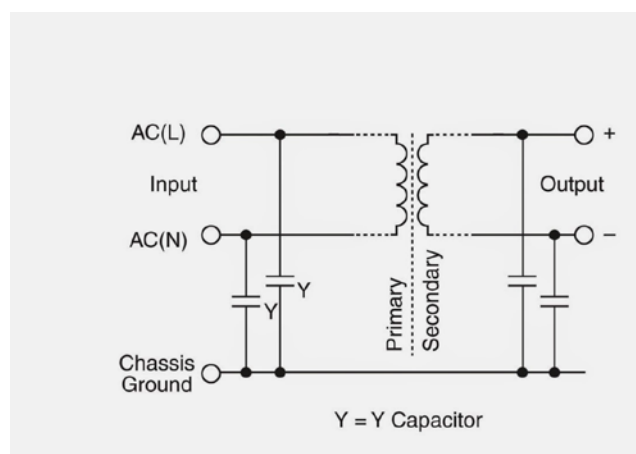 AC(L)
+
Input
Output
AC(N)
−
Y
Y
Primary
Secondary
Chassis
Ground
Y = Y Capacitor